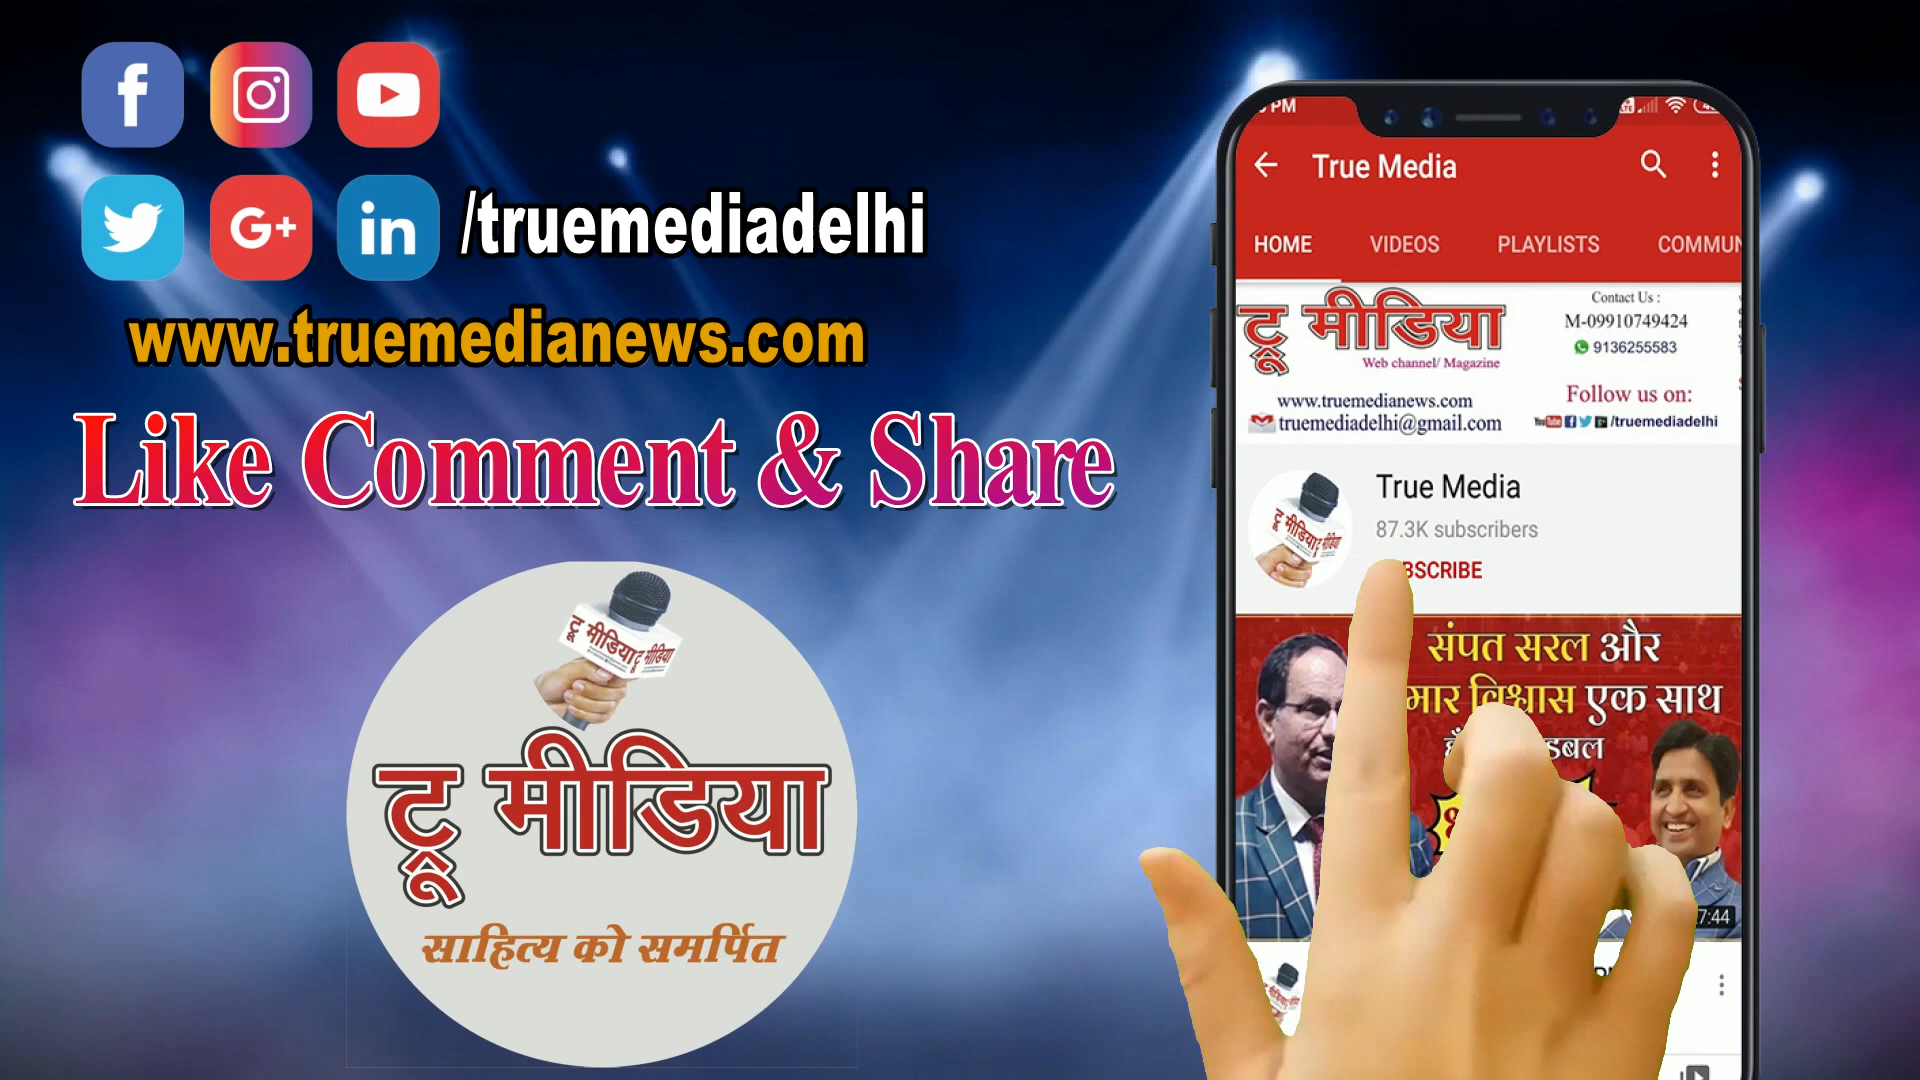 /truemediadelhi
www.truemedianews.com
Like Comment & Share
टू मीडिया
टू मीडिया
ट्रू मीडिया
साहित्य को समर्पित
PM
True Media
HOME VIDEOS PLAYLISTS COMMUN
ट्रू मीडिया
Web channel/ Magazine
www.truemedianews.com
truemediadelhi@gmail.com
Contact Us :
M-09910749424
9136255583
Follow us on:
YouTube /truemediadelhi
True Media
87.3K subscribers
BSCRIBE
संपत सरल और
मार विश्वास एक साथ
डबल
7:44